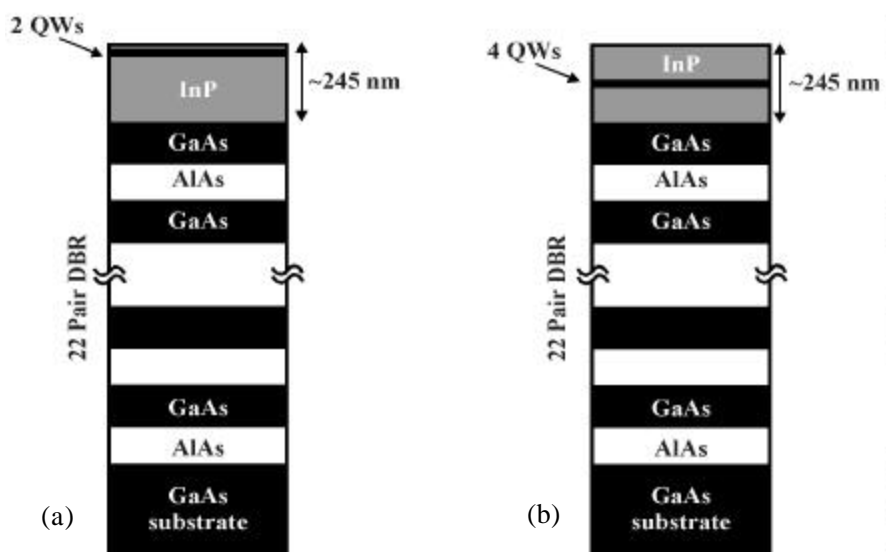 2 QWs
InP
~245 nm
GaAs
AlAs
GaAs
22 Pair DBR
GaAs
AlAs
GaAs
substrate
(a)
4 QWs
InP
~245 nm
GaAs
AlAs
GaAs
22 Pair DBR
GaAs
AlAs
GaAs
substrate
(b)